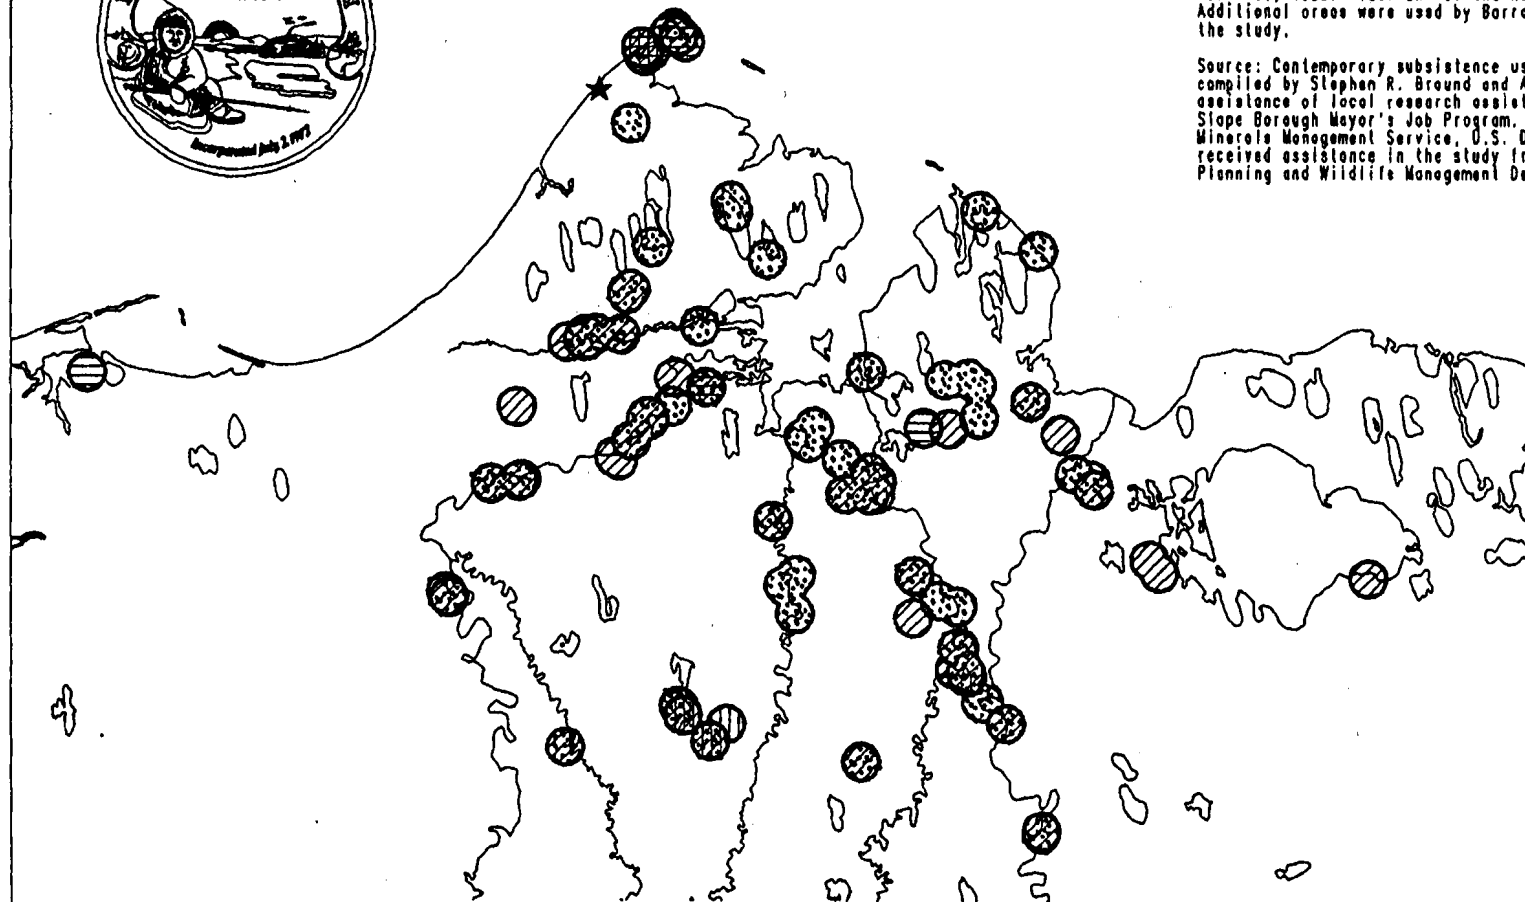 Incorporated July 2, 1972
Additional areas were used by Barro
the study.
Source: Contemporary subsistence us
compiled by Stephen R. Braund and A
assistance of local research assist
Slope Borough Mayor's Job Program.
Minerals Management Service, U.S. D
received assistance in the study fr
Planning and Wildlife Management De